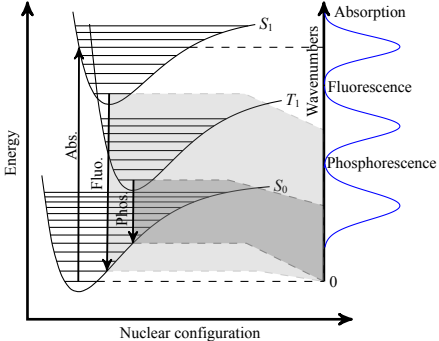 Absorption
S1
Wavenumbers
Fluorescence
T1
Energy
Abs.
Fluo.
Phosphorescence
Phos.
S0
0
Nuclear configuration